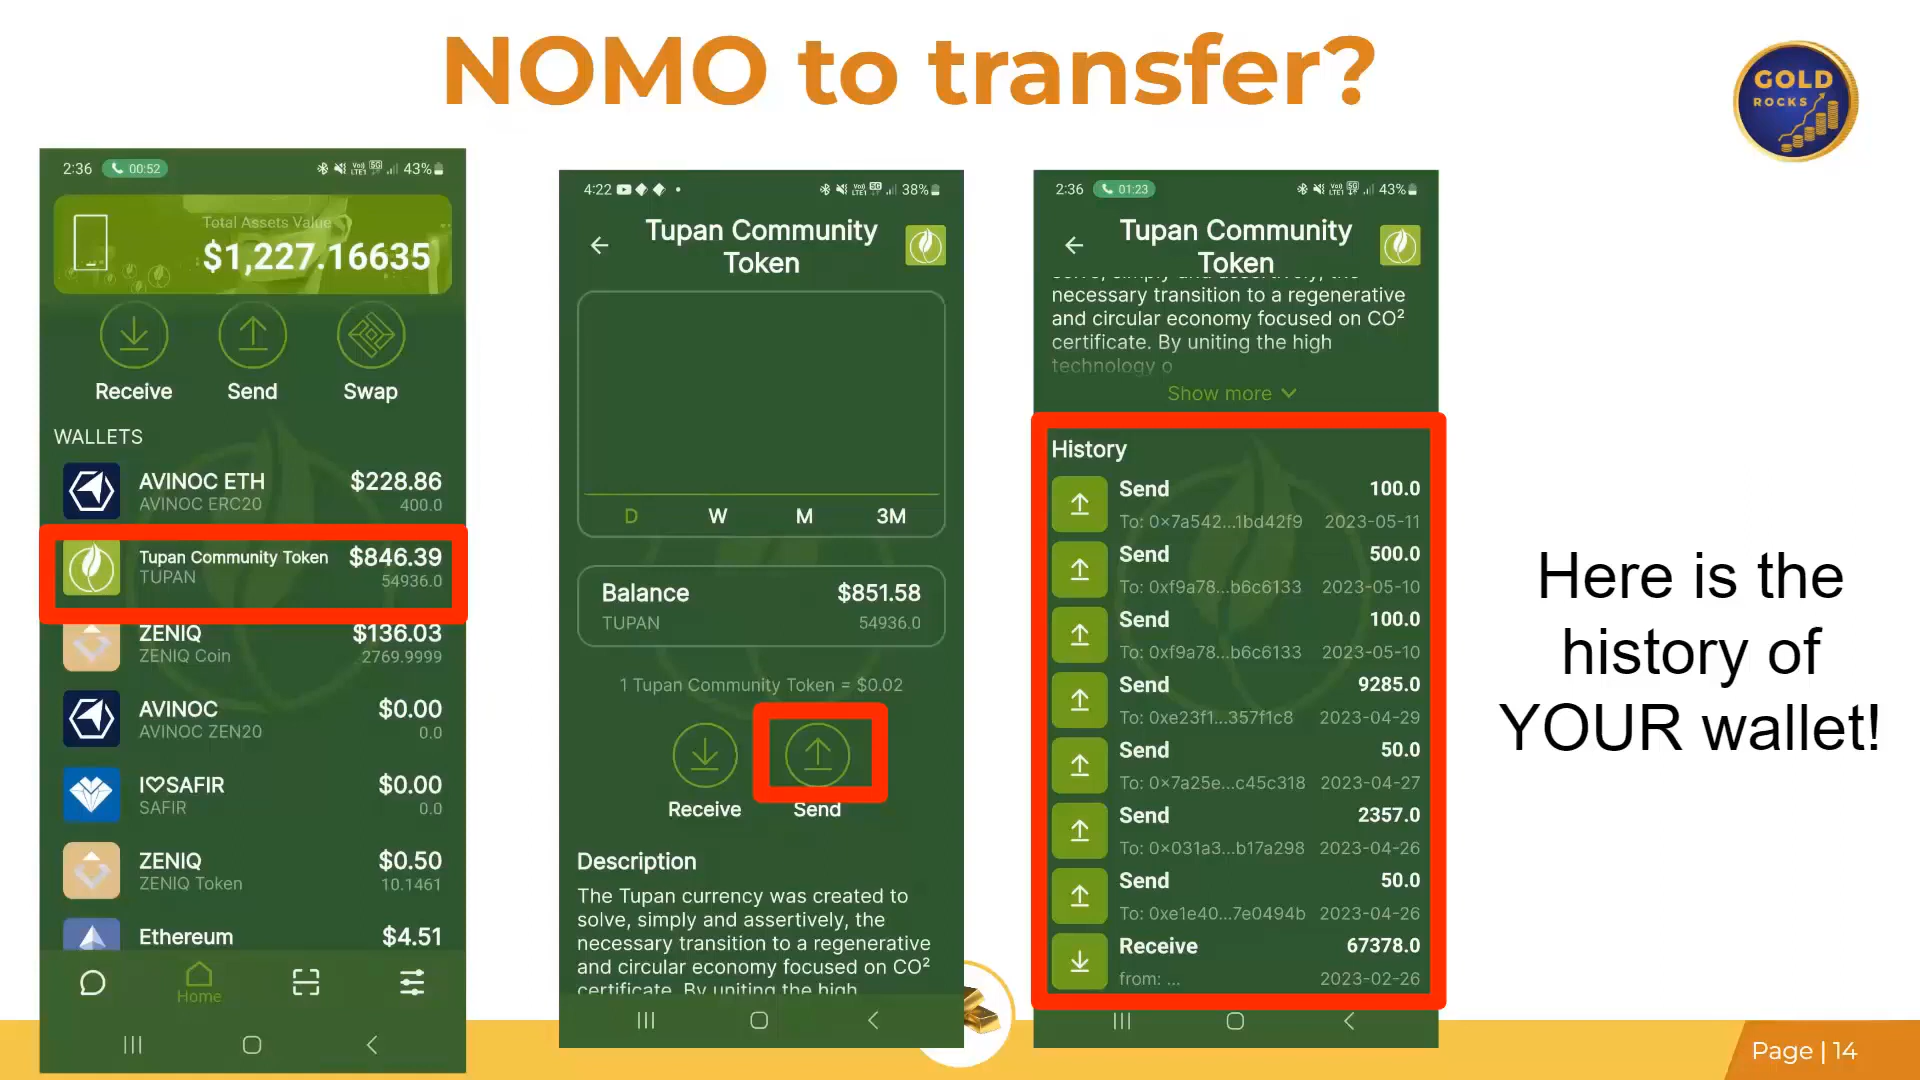 NOMO to transfer?
GOLD
ROCKS
2:36 00:52 43%
Total Assets Value
$1,227.16635
Receive Send Swap
WALLETS
AVINOC ETH $228.86
AVINOC ERC20 400.0
Tupan Community Token $846.39
TUPAN 54936.0
ZENIQ $136.03
ZENIQ Coin 2769.9999
AVINOC $0.00
AVINOC ZEN20 0.0
I♡SAFIR $0.00
SAFIR 0.0
ZENIQ $0.50
ZENIQ Token 10.1461
Ethereum $4.51
Home
4:22 38%
Tupan Community
Token
D W M 3M
Balance $851.58
TUPAN 54936.0
1 Tupan Community Token = $0.02
Receive Send
Description
The Tupan currency was created to
solve, simply and assertively, the
necessary transition to a regenerative
and circular economy focused on CO²
certificate. By uniting the high
2:36 01:23 43%
Tupan Community
Token
solve, simply and assertively, the
necessary transition to a regenerative
and circular economy focused on CO²
certificate. By uniting the high
technology o
Show more
History
Send 100.0
To: 0x7a542...1bd42f9 2023-05-11
Send 500.0
To: 0xf9a78...b6c6133 2023-05-10
Send 100.0
To: 0xf9a78...b6c6133 2023-05-10
Send 9285.0
To: 0xe23f1...357f1c8 2023-04-29
Send 50.0
To: 0x7a25e...c45c318 2023-04-27
Send 2357.0
To: 0x031a3...b17a298 2023-04-26
Send 50.0
To: 0xe1e40...7e0494b 2023-04-26
Receive 67378.0
from: ... 2023-02-26
Here is the
history of
YOUR wallet!
Page | 14